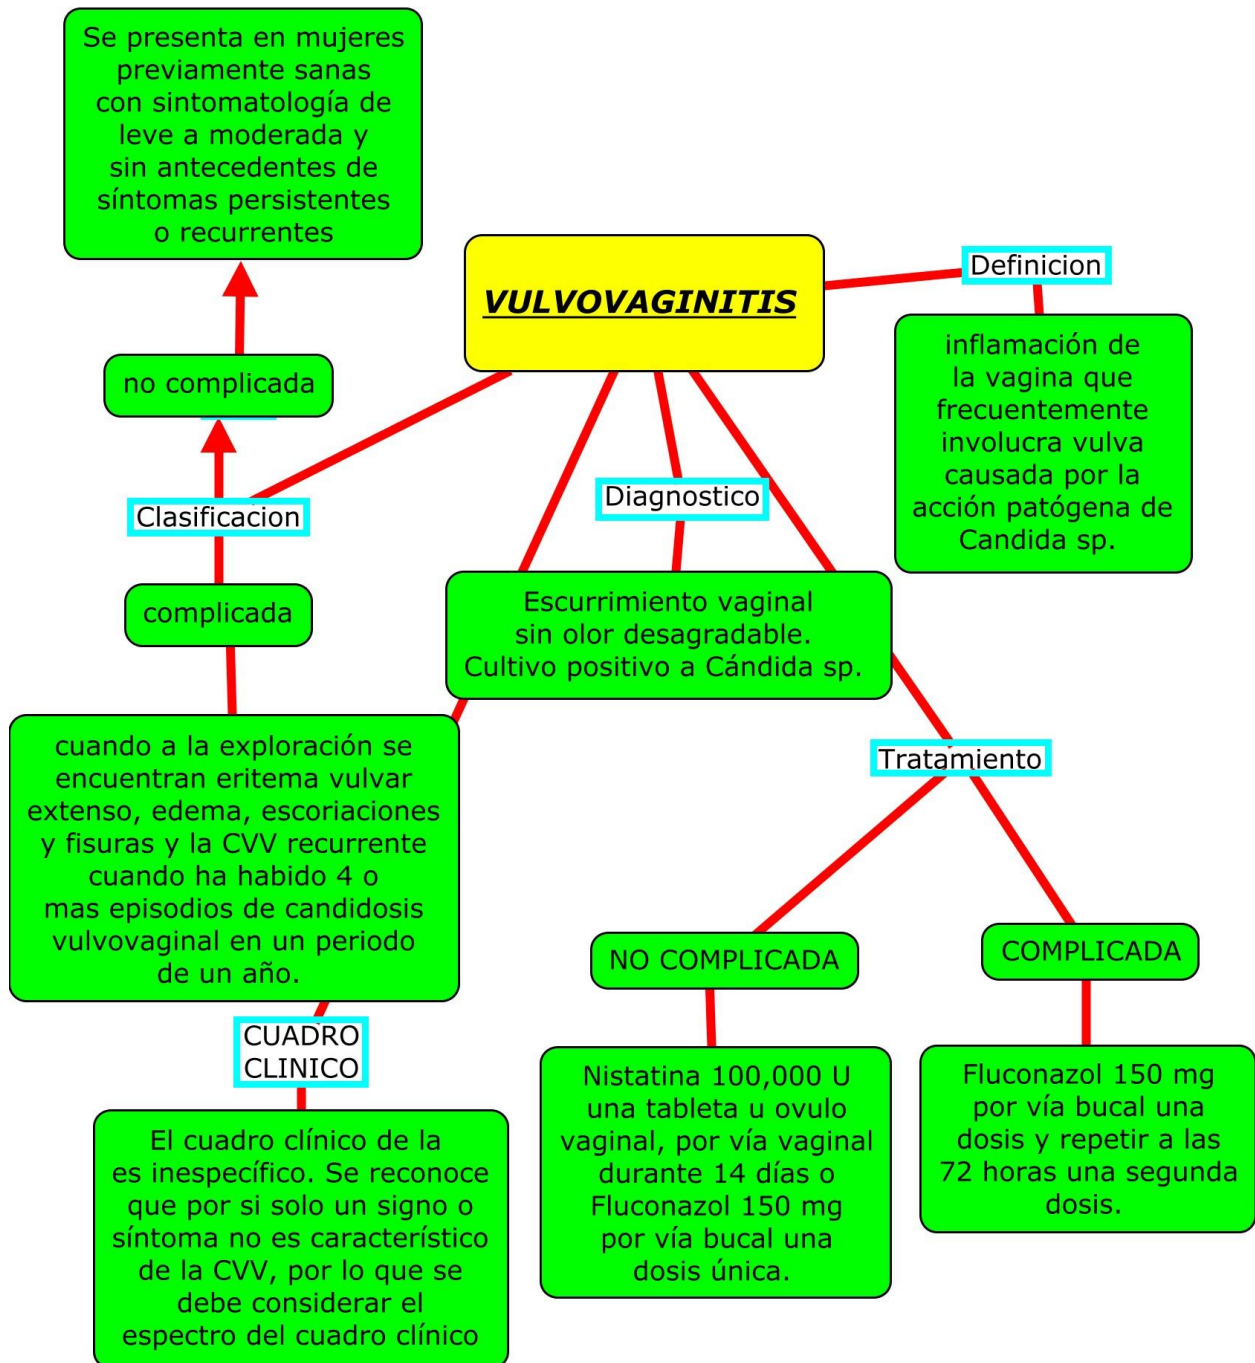 Se presenta en mujeres
previamente sanas
con sintomatología de
leve a moderada y
sin antecedentes de
síntomas persistentes
o recurrentes
VULVOVAGINITIS
Definicion
inflamación de
la vagina que
frecuentemente
involucra vulva
causada por la
acción patógena de
Candida sp.
no complicada
Clasificacion
complicada
cuando a la exploración se
encuentran eritema vulvar
extenso, edema, escoriaciones
y fisuras y la CVV recurrente
cuando ha habido 4 o
mas episodios de candidosis
vulvovaginal en un periodo
de un año.
Diagnostico
Escurrimiento vaginal
sin olor desagradable.
Cultivo positivo a Cándida sp.
Tratamiento
NO COMPLICADA
Nistatina 100,000 U
una tableta u ovulo
vaginal, por vía vaginal
durante 14 días o
Fluconazol 150 mg
por vía bucal una
dosis única.
COMPLICADA
Fluconazol 150 mg
por vía bucal una
dosis y repetir a las
72 horas una segunda
dosis.
CUADRO
CLINICO
El cuadro clínico de la
es inespecífico. Se reconoce
que por si solo un signo o
síntoma no es característico
de la CVV, por lo que se
debe considerar el
espectro del cuadro clínico